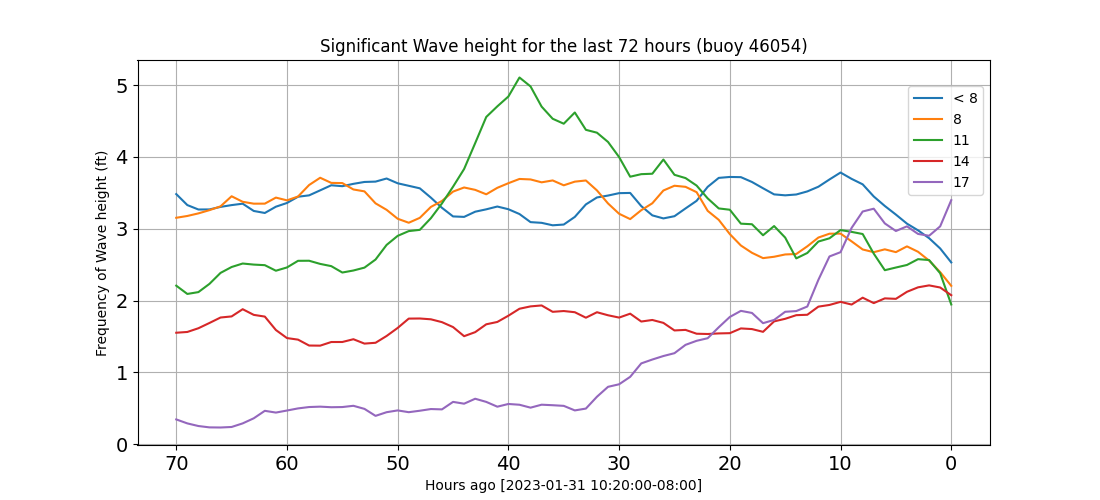 Significant Wave height for the last 72 hours (buoy 46054)
Frequency of Wave height (ft)
5
4
3
2
1
0
< 8
8
11
14
17
70 60 50 40 30 20 10 0
Hours ago [2023-01-31 10:20:00-08:00]